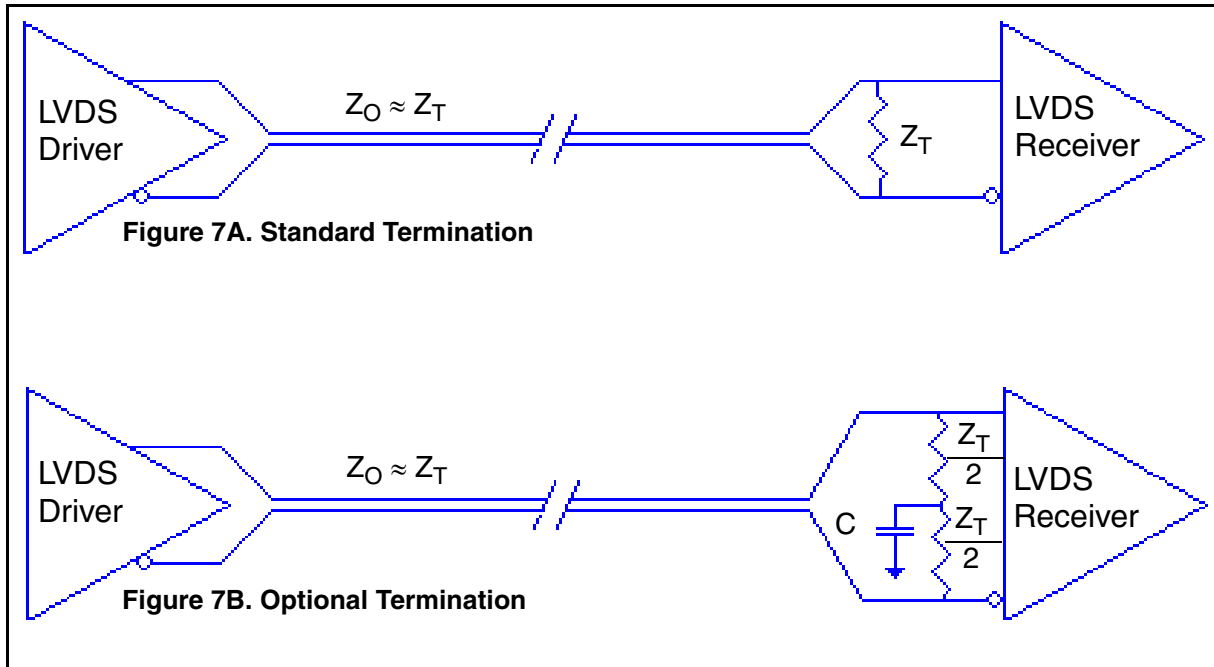 LVDS
Driver
Z_O ≈ Z_T
Z_T
LVDS
Receiver
Figure 7A. Standard Termination
LVDS
Driver
Z_O ≈ Z_T
C
Z_T
2
Z_T
2
LVDS
Receiver
Figure 7B. Optional Termination